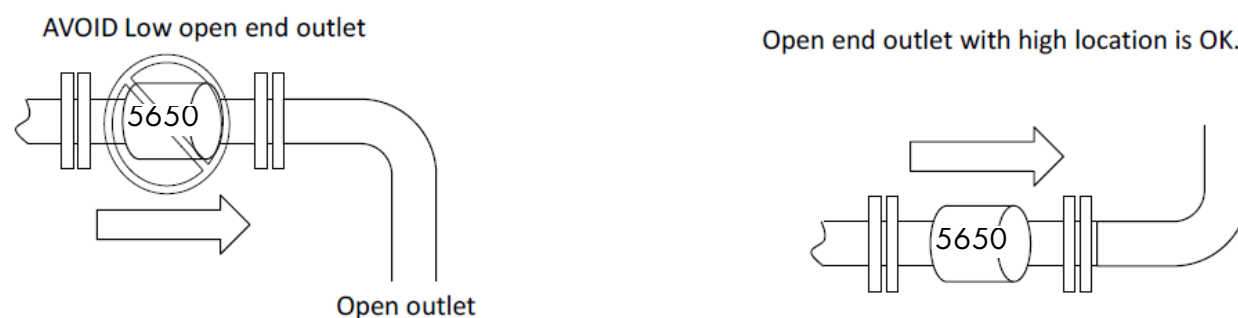 AVOID Low open end outlet
5650
Open outlet
Open end outlet with high location is OK.
5650